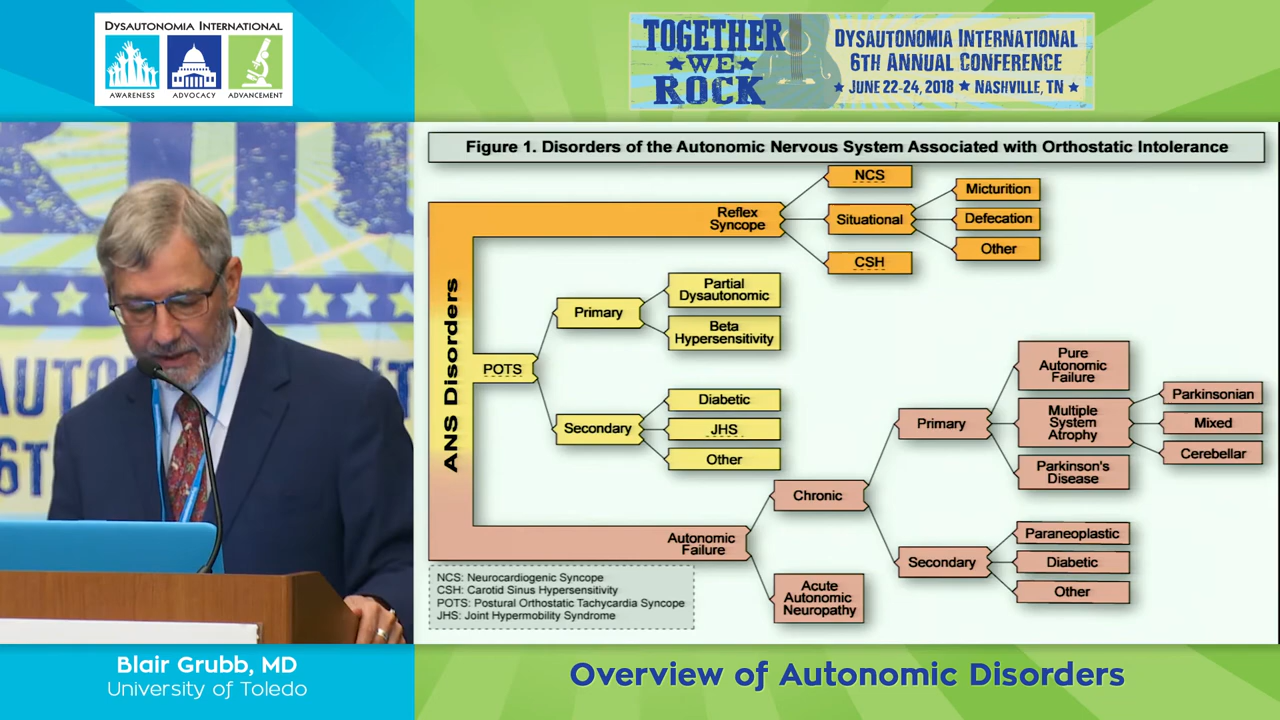 DYSAUTONOMIA INTERNATIONAL
AWARENESS
ADVOCACY
ADVANCEMENT
TOGETHER
WE
ROCK
DYSAUTONOMIA INTERNATIONAL
6TH ANNUAL CONFERENCE
JUNE 22-24, 2018 ★ NASHVILLE, TN
Figure 1. Disorders of the Autonomic Nervous System Associated with Orthostatic Intolerance
ANS Disorders
Reflex
Syncope
NCS
Situational
CSH
Micturition
Defecation
Other
POTS
Primary
Partial
Dysautonomic
Beta
Hypersensitivity
Secondary
Diabetic
JHS
Other
Autonomic
Failure
Chronic
Acute
Autonomic
Neuropathy
Primary
Pure
Autonomic
Failure
Multiple
System
Atrophy
Parkinson's
Disease
Parkinsonian
Mixed
Cerebellar
Secondary
Paraneoplastic
Diabetic
Other
NCS: Neurocardiogenic Syncope
CSH: Carotid Sinus Hypersensitivity
POTS: Postural Orthostatic Tachycardia Syncope
JHS: Joint Hypermobility Syndrome
Blair Grubb, MD
University of Toledo
Overview of Autonomic Disorders